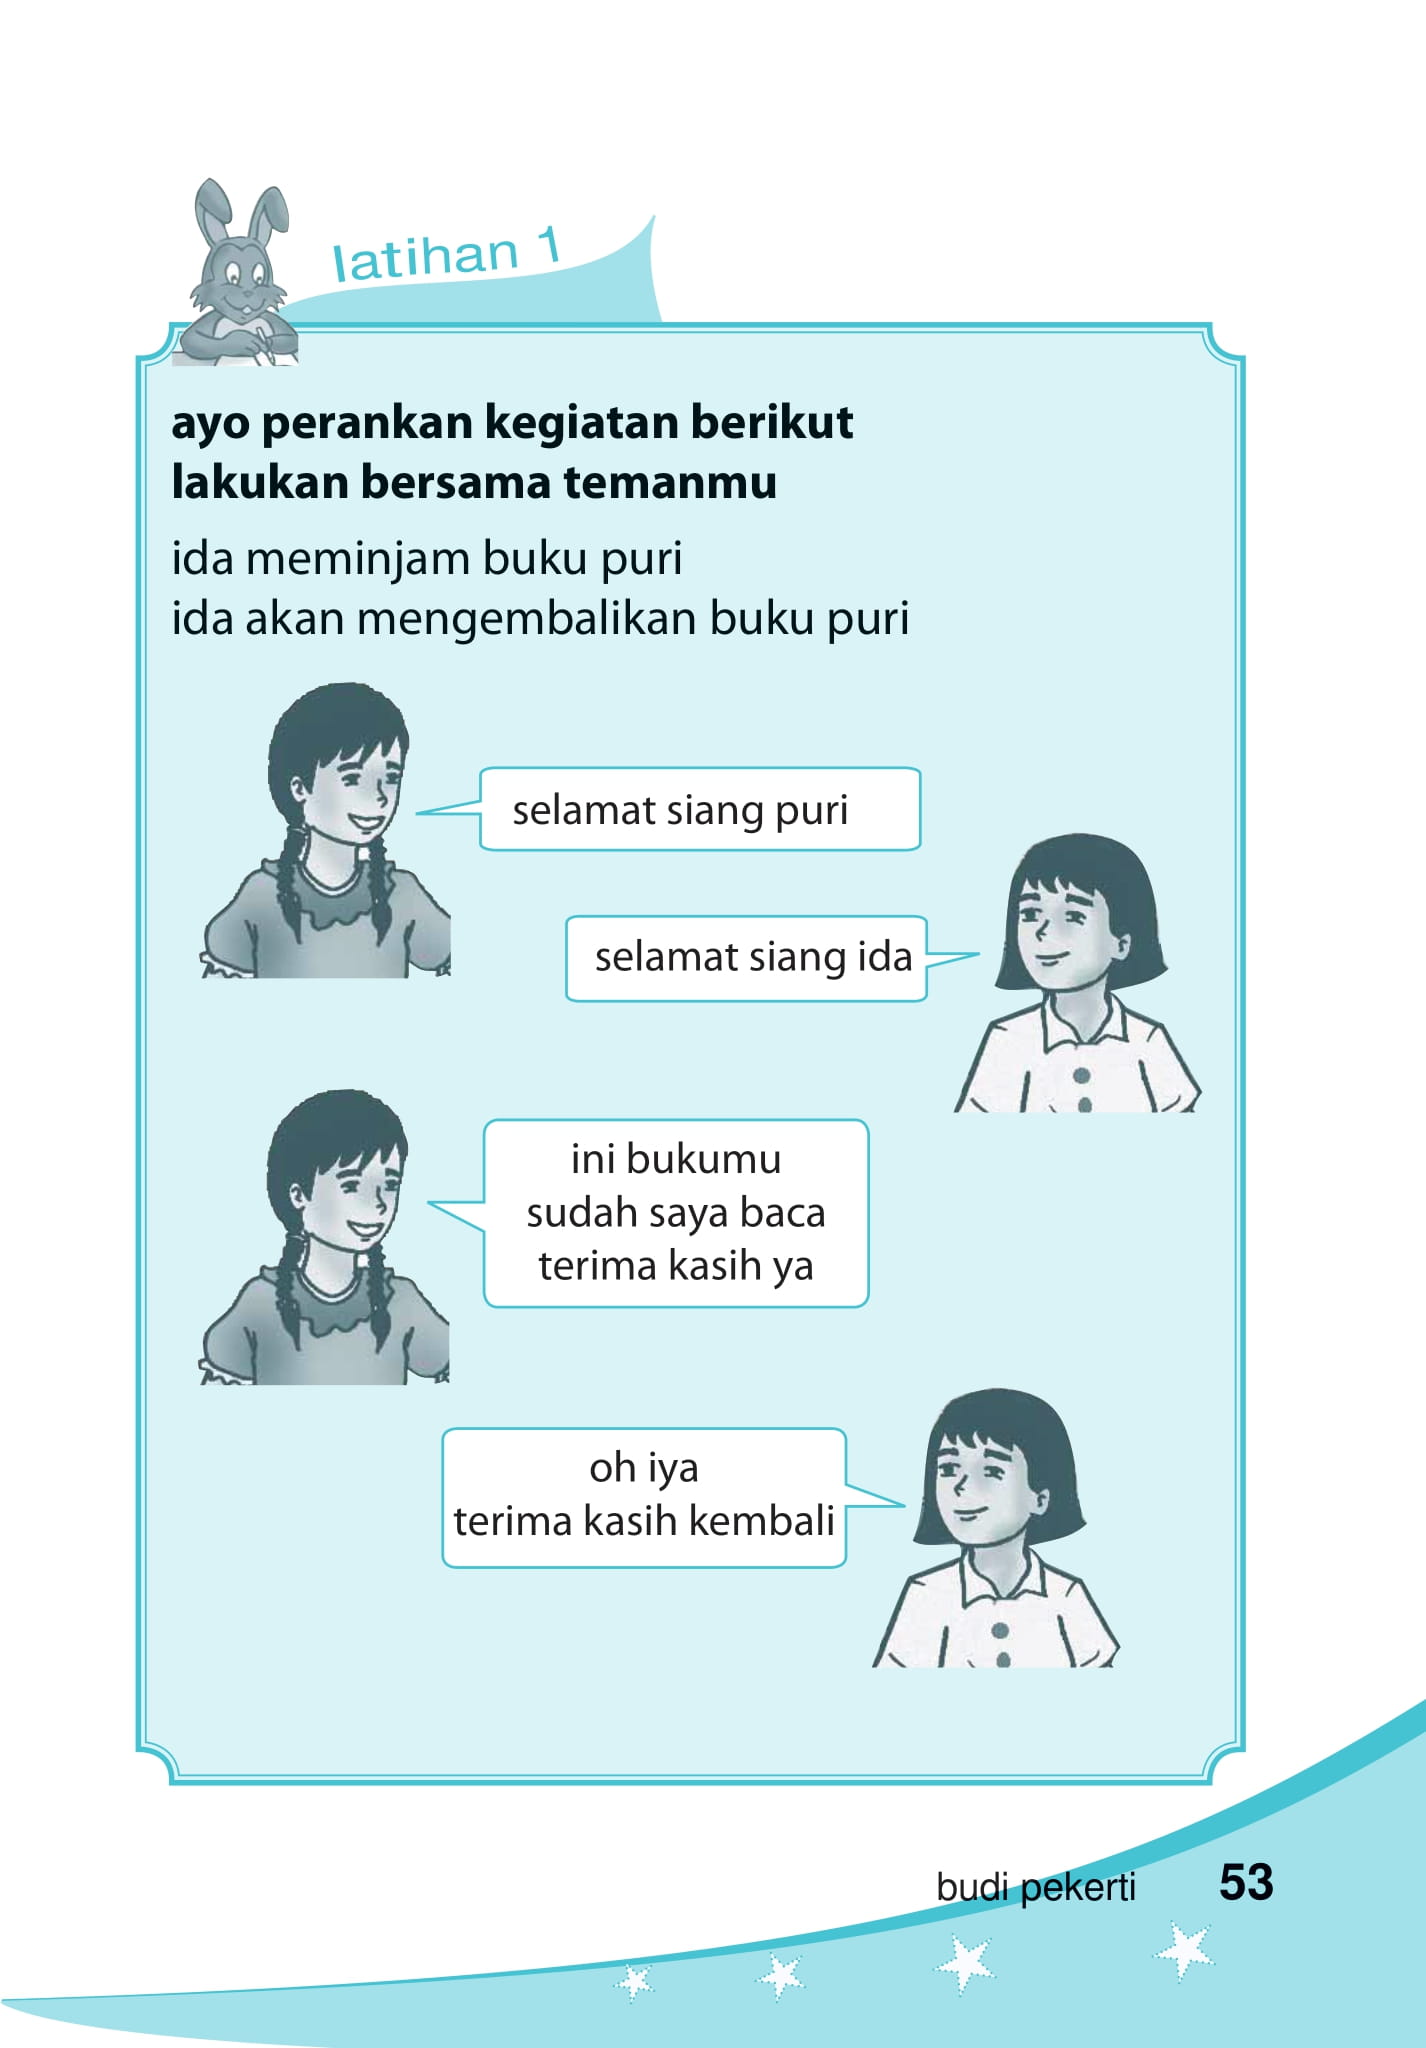 latihan 1
ayo perankan kegiatan berikut
lakukan bersama temanmu
ida meminjam buku puri
ida akan mengembalikan buku puri
selamat siang puri
selamat siang ida
ini bukumu
sudah saya baca
terima kasih ya
oh iya
terima kasih kembali
budi pekerti 53